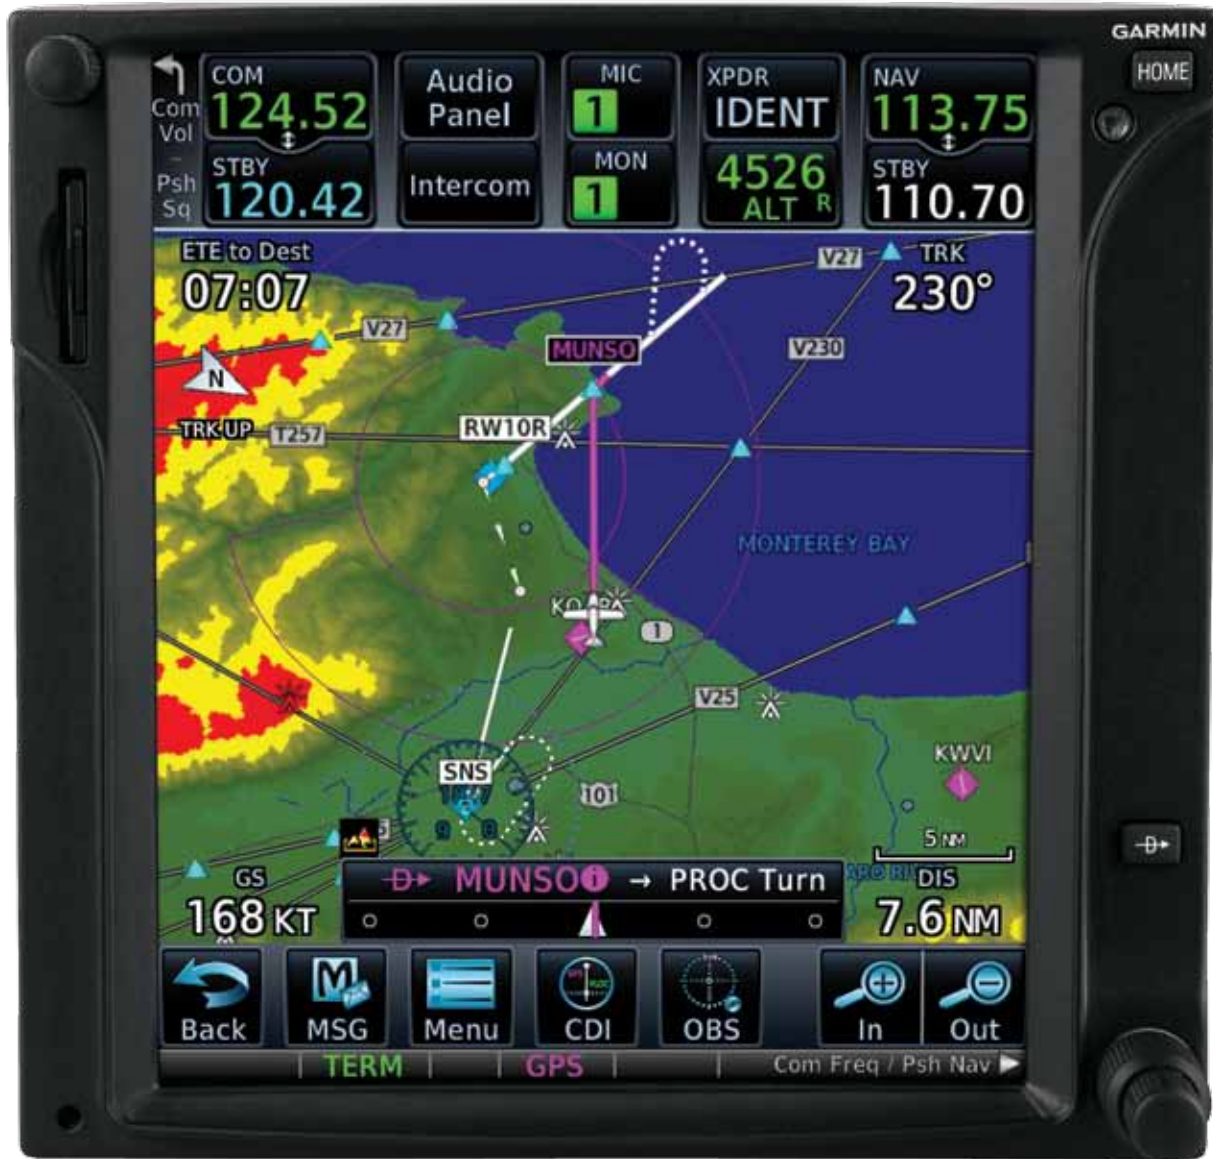 GARMIN
HOME
Com
Vol
Psh
Sq
COM
124.52
STBY
120.42
Audio
Panel
Intercom
MIC
1
MON
1
XPDR
IDENT
4526
ALT R
NAV
113.75
STBY
110.70
ETE to Dest
07:07
TRK
230°
V27
V27
V230
MUNSO
N
TRK UP
T257
RW10R
MONTEREY BAY
1
V25
KWVI
SNS
101
5 NM
GS
168 KT
D MUNSO i → PROC Turn
DIS
7.6 NM
D
Back
M
MSG
Menu
CDI
OBS
In
Out
TERM
GPS
Com Freq / Psh Nav